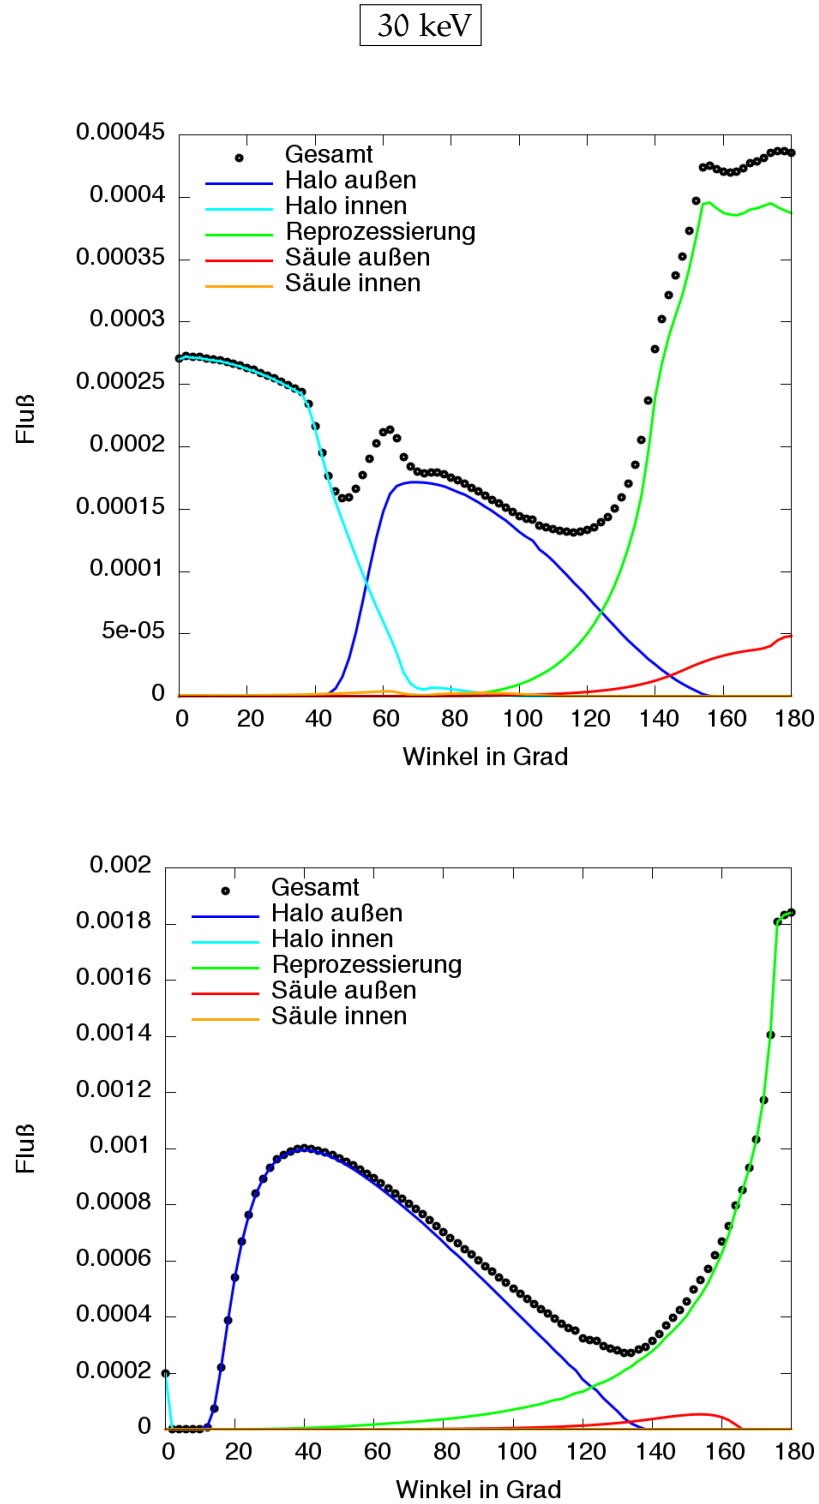 30 keV
0.00045
0.0004
0.00035
0.0003
0.00025
0.0002
0.00015
0.0001
5e-05
0
Fluß
Gesamt
Halo außen
Halo innen
Reprozessierung
Säule außen
Säule innen
0 20 40 60 80 100 120 140 160 180
Winkel in Grad
0.002
0.0018
0.0016
0.0014
0.0012
0.001
0.0008
0.0006
0.0004
0.0002
0
Fluß
Gesamt
Halo außen
Halo innen
Reprozessierung
Säule außen
Säule innen
0 20 40 60 80 100 120 140 160 180
Winkel in Grad